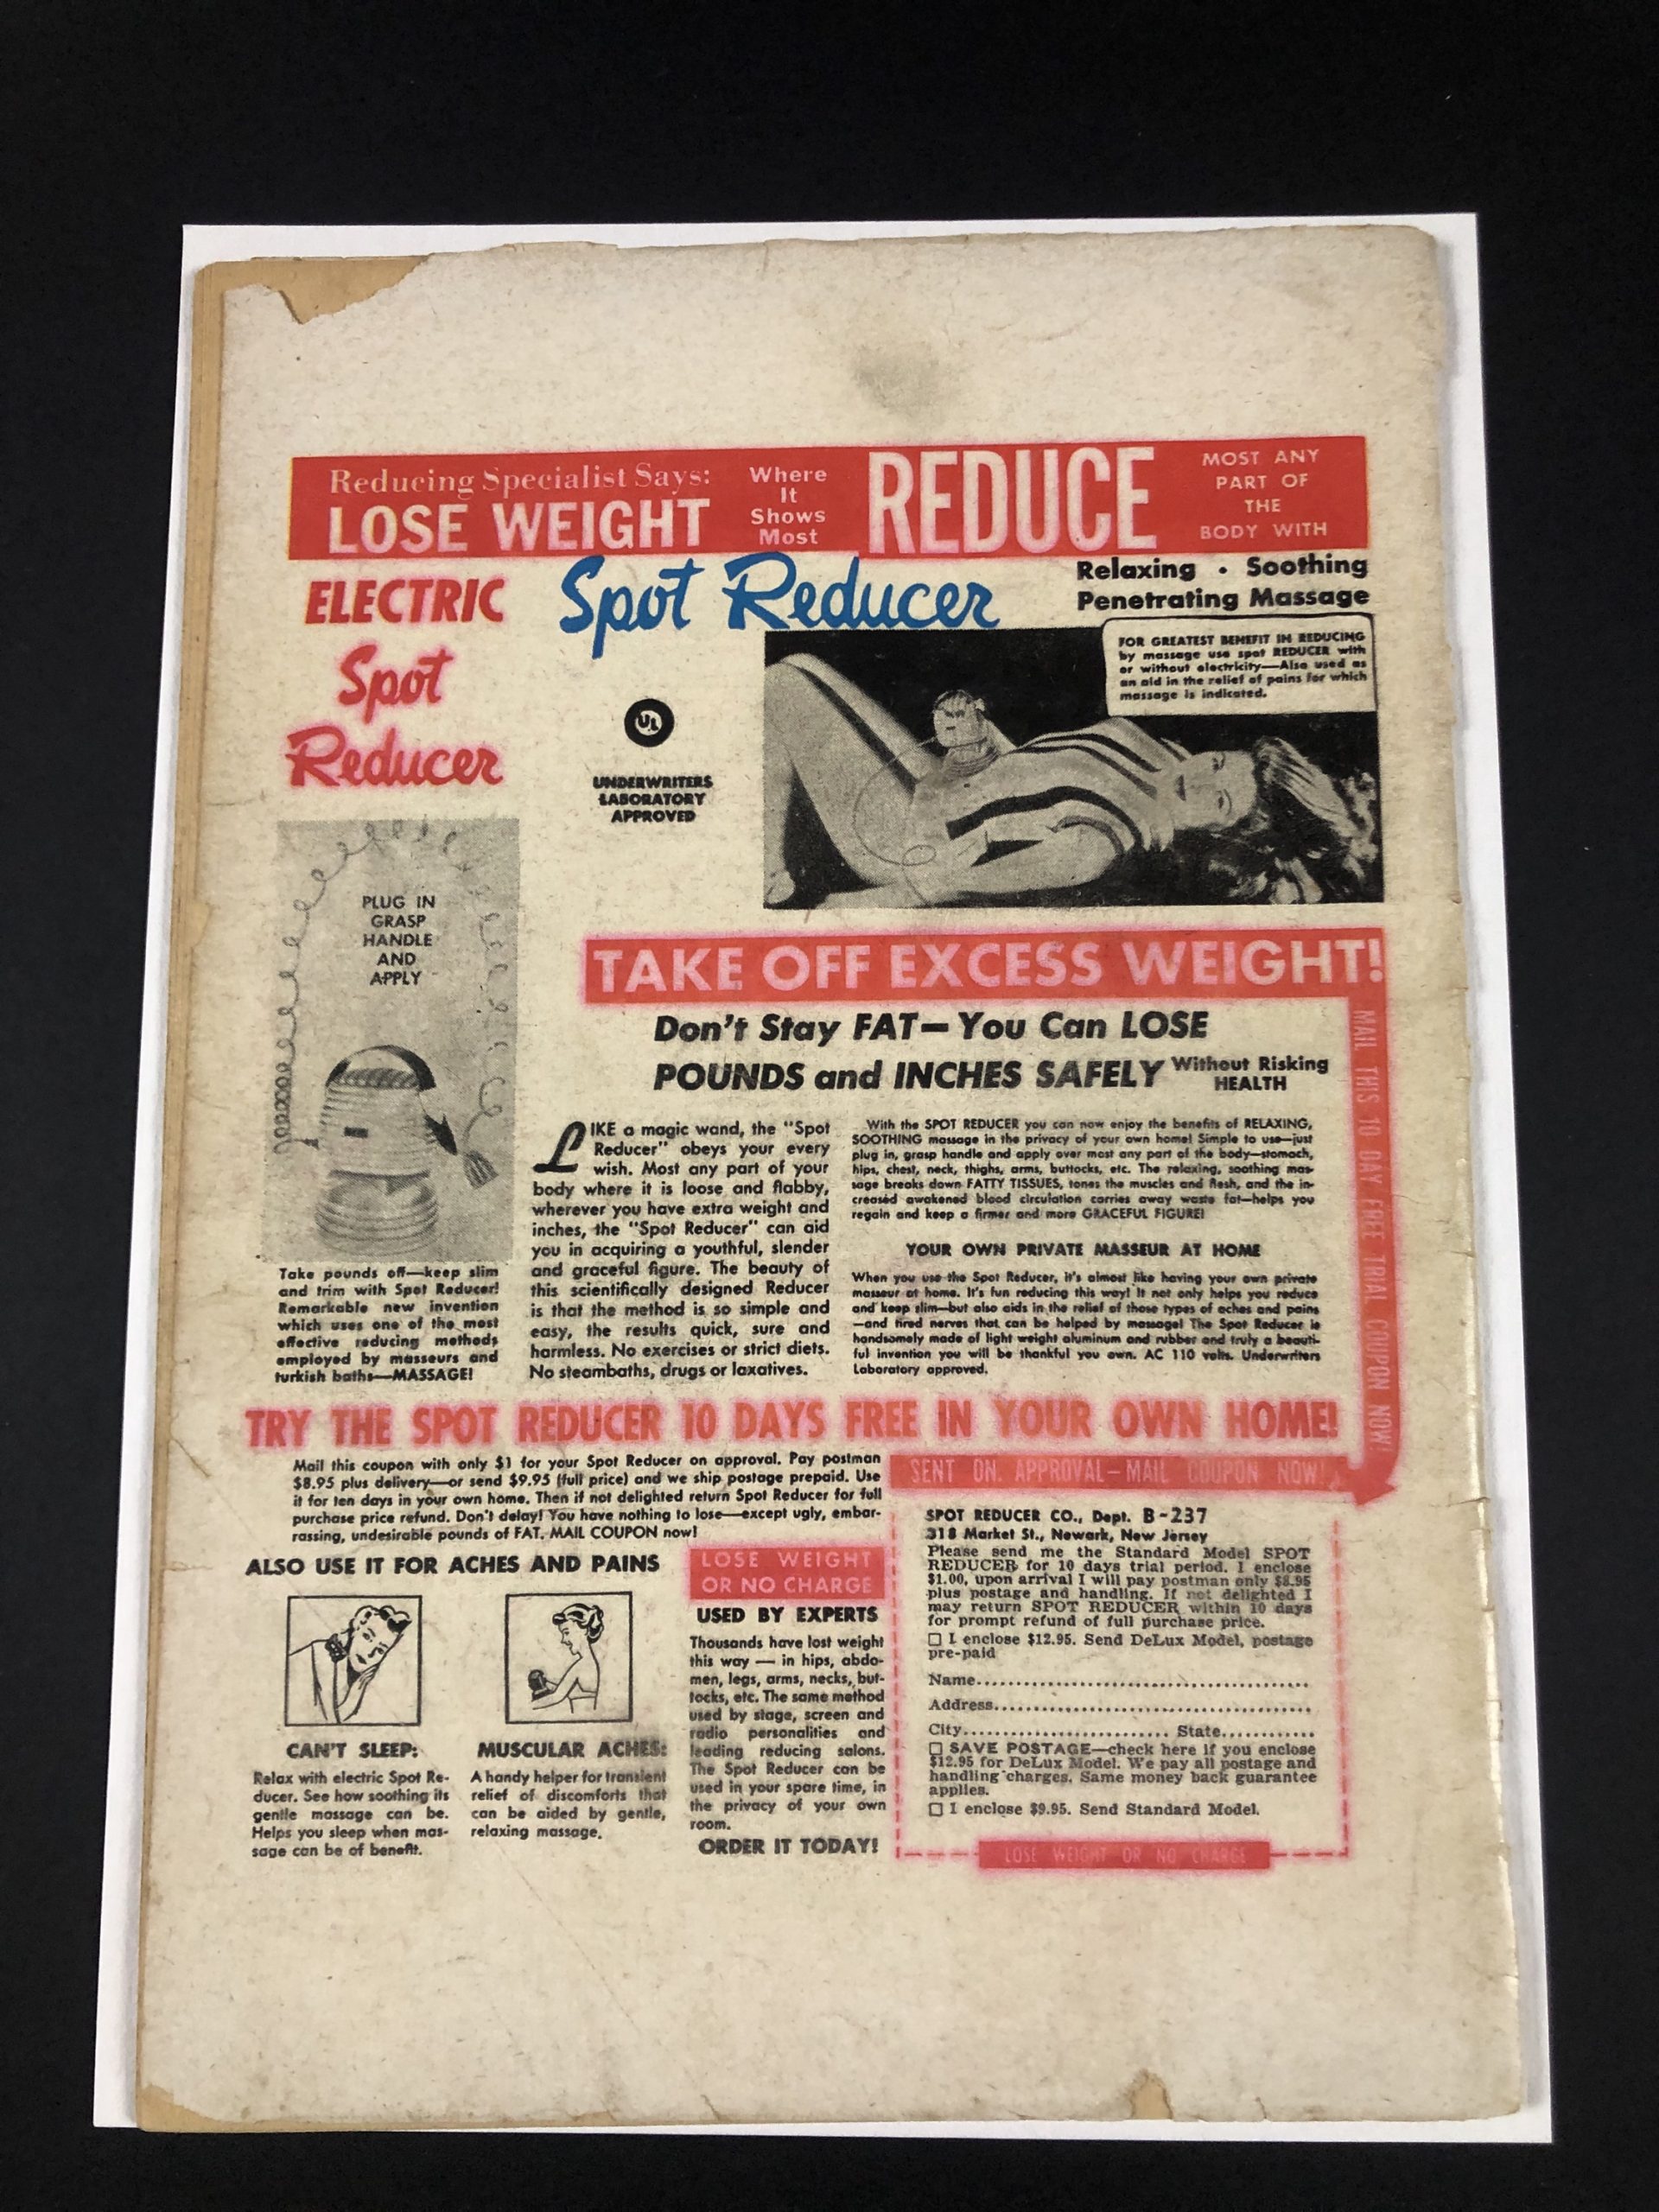 Reducing Specialist Says:
LOSE WEIGHT
Where
It
Shows
Most
REDUCE
MOST ANY
PART OF
THE
BODY WITH
ELECTRIC
Spot
Reducer
Spot Reducer
Relaxing • Soothing
Penetrating Massage
UL
UNDERWRITERS
LABORATORY
APPROVED
FOR GREATEST BENEFIT IN REDUCING
by massage use spot REDUCER with
or without electricity—Also used as
an aid in the relief of pains for which
massage is indicated.
PLUG IN
GRASP
HANDLE
AND
APPLY
Take pounds off—keep slim
and trim with Spot Reducer!
Remarkable new invention
which uses one of the most
effective reducing methods
employed by masseurs and
turkish baths—MASSAGE!
TAKE OFF EXCESS WEIGHT!
Don't Stay FAT—You Can LOSE
POUNDS and INCHES SAFELY Without Risking
HEALTH
LIKE a magic wand, the "Spot
Reducer" obeys your every
wish. Most any part of your
body where it is loose and flabby,
wherever you have extra weight and
inches, the "Spot Reducer" can aid
you in acquiring a youthful, slender
and graceful figure. The beauty of
this scientifically designed Reducer
is that the method is so simple and
easy, the results quick, sure and
harmless. No exercises or strict diets.
No steambaths, drugs or laxatives.
With the SPOT REDUCER you can now enjoy the benefits of RELAXING,
SOOTHING massage in the privacy of your own home! Simple to use—just
plug in, grasp handle and apply over most any part of the body—stomach,
hips, chest, neck, thighs, arms, buttocks, etc. The relaxing, soothing mas-
sage breaks down FATTY TISSUES, tones the muscles and flesh, and the in-
creased awakened blood circulation carries away waste fat—helps you
regain and keep a firmer and more GRACEFUL FIGURE!
YOUR OWN PRIVATE MASSEUR AT HOME
When you use the Spot Reducer, it's almost like having your own private
masseur at home. It's fun reducing this way! It not only helps you reduce
and keep slim—but also aids in the relief of those types of aches and pains
—and tired nerves that can be helped by massage! The Spot Reducer is
handsomely made of light weight aluminum and rubber and truly a beauti-
ful invention you will be thankful you own. AC 110 volts. Underwriters
Laboratory approved.
MAIL THIS 10 DAY FREE TRIAL COUPON NOW!
TRY THE SPOT REDUCER 10 DAYS FREE IN YOUR OWN HOME!
Mail this coupon with only $1 for your Spot Reducer on approval. Pay postman
$8.95 plus delivery—or send $9.95 (full price) and we ship postage prepaid. Use
it for ten days in your own home. Then if not delighted return Spot Reducer for full
purchase price refund. Don't delay! You have nothing to lose—except ugly, embar-
rassing, undesirable pounds of FAT. MAIL COUPON now!
ALSO USE IT FOR ACHES AND PAINS
CAN'T SLEEP:
Relax with electric Spot Re-
ducer. See how soothing its
gentle massage can be.
Helps you sleep when mas-
sage can be of benefit.
MUSCULAR ACHES:
A handy helper for transient
relief of discomforts that
can be aided by gentle,
relaxing massage.
LOSE WEIGHT
OR NO CHARGE
USED BY EXPERTS
Thousands have lost weight
this way — in hips, abdo-
men, legs, arms, necks, but-
tocks, etc. The same method
used by stage, screen and
radio personalities and
leading reducing salons.
The Spot Reducer can be
used in your spare time, in
the privacy of your own
room.
ORDER IT TODAY!
SENT ON APPROVAL—MAIL NOW
SPOT REDUCER CO., Dept. B-237
318 Market St., Newark, New Jersey
Please send me the Standard Model SPOT
REDUCER for 10 days trial period. I enclose
$1.00, upon arrival I will pay postman only $8.95
plus postage and handling. If not delighted I
may return SPOT REDUCER within 10 days
for prompt refund of full purchase price.
☐ I enclose $12.95. Send DeLux Model, postage
pre-paid
Name
Address
City State
☐ SAVE POSTAGE—check here if you enclose
$12.95 for DeLux Model. We pay all postage and
handling charges. Same money back guarantee
applies.
☐ I enclose $9.95. Send Standard Model.
LOSE WEIGHT OR NO CHARGE